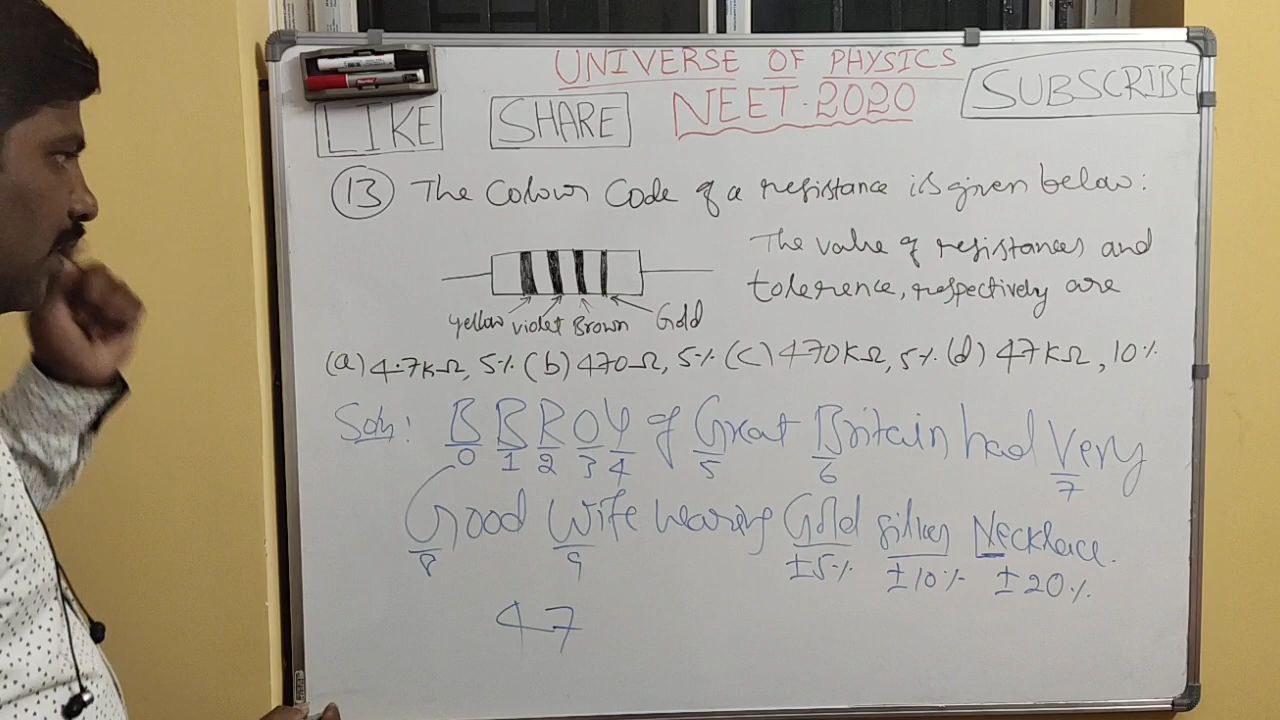 UNIVERSE OF PHYSICS
LIKE SHARE NEET-2020 SUBSCRIBE
13 The Colour Code of a resistance is given below:
The value of resistances and
tolerence, respectively are
Yellow violet Brown Gold
(a) 4.7kΩ, 5% (b) 470Ω, 5% (c) 470KΩ, 5% (d) 47KΩ, 10%
Soln: B B R O Y of Great Britain had Very
0 1 2 3 4 5 6 7
Good Wife wearing Gold silver Necklace.
8 9 ±5% ±10% ±20%
47